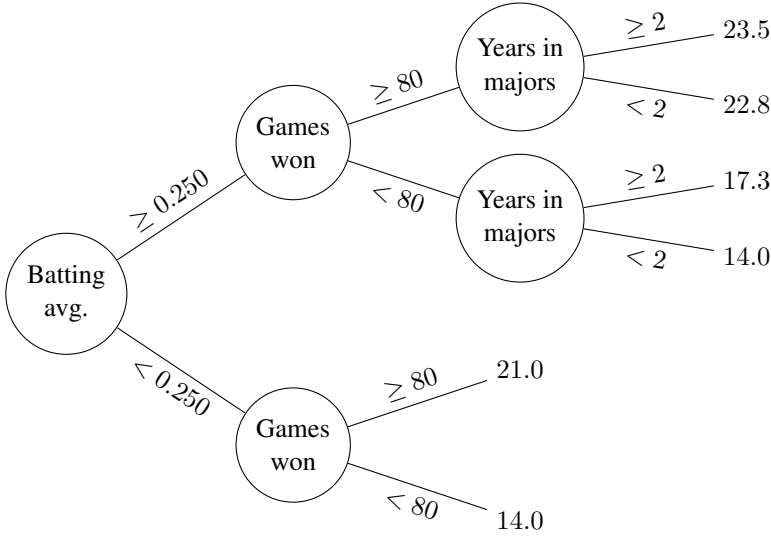 Years in
majors
≥ 2
23.5
< 2
22.8
≥ 80
Games
won
< 80
Years in
majors
≥ 2
17.3
< 2
14.0
≥ 0.250
Batting
avg.
< 0.250
Games
won
≥ 80
21.0
< 80
14.0